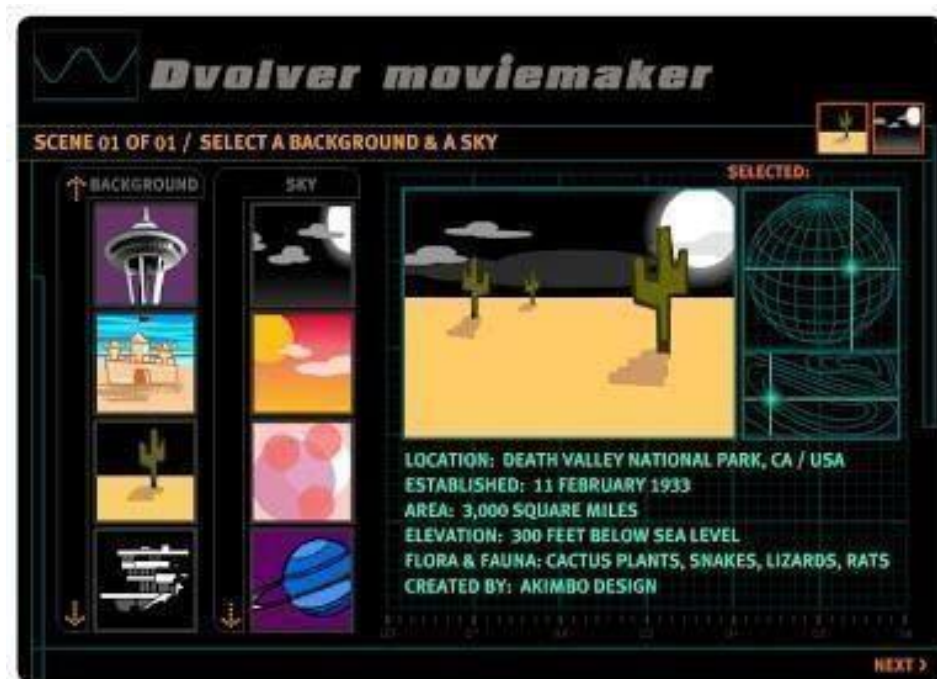 Dvolver moviemaker
SCENE 01 OF 01 / SELECT A BACKGROUND & A SKY
SELECTED:
BACKGROUND
SKY
LOCATION: DEATH VALLEY NATIONAL PARK, CA / USA
ESTABLISHED: 11 FEBRUARY 1933
AREA: 3,000 SQUARE MILES
ELEVATION: 300 FEET BELOW SEA LEVEL
FLORA & FAUNA: CACTUS PLANTS, SNAKES, LIZARDS, RATS
CREATED BY: AKIMBO DESIGN
NEXT >